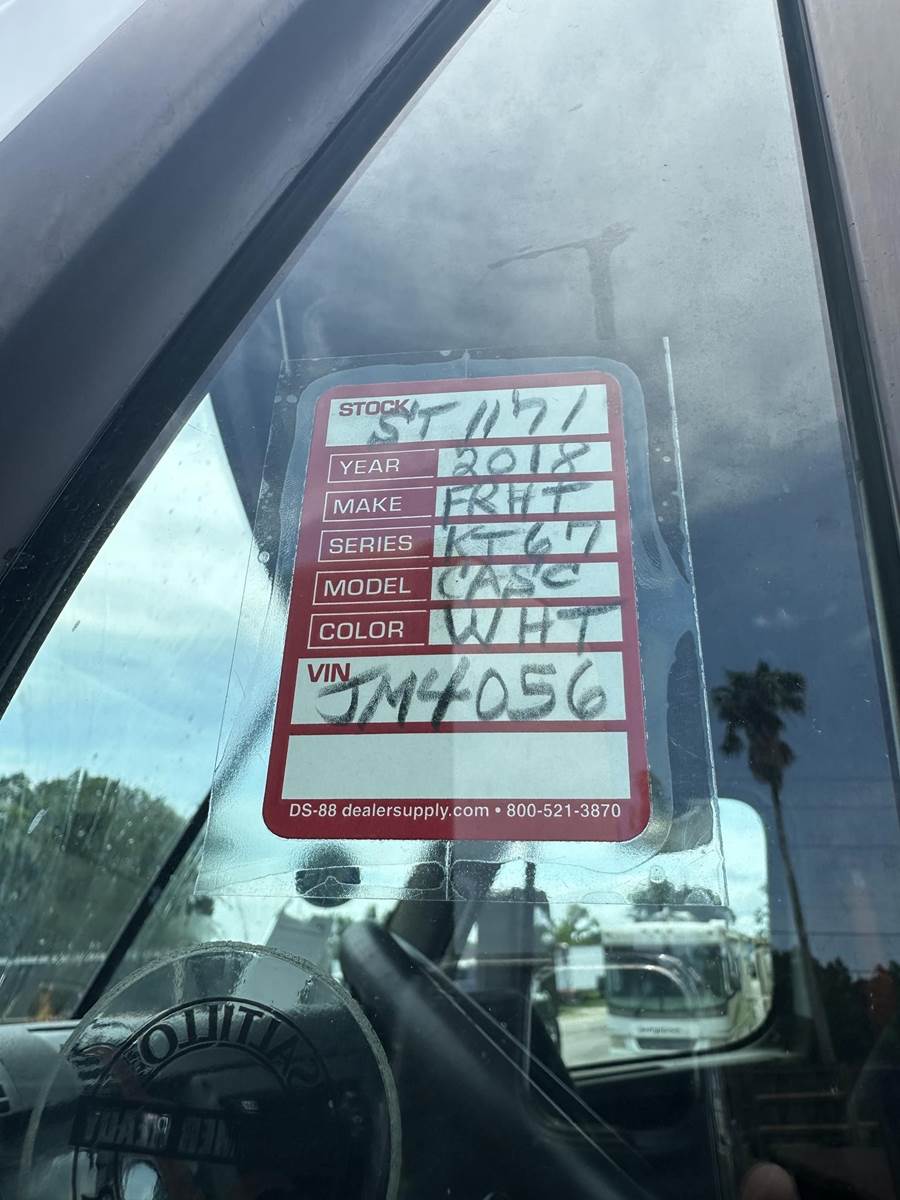 STOCK ST1171
YEAR 2018
MAKE FRHT
SERIES KT67
MODEL CASC
COLOR WHT
VIN JM4056
DS-88 dealersupply.com • 800-521-3870